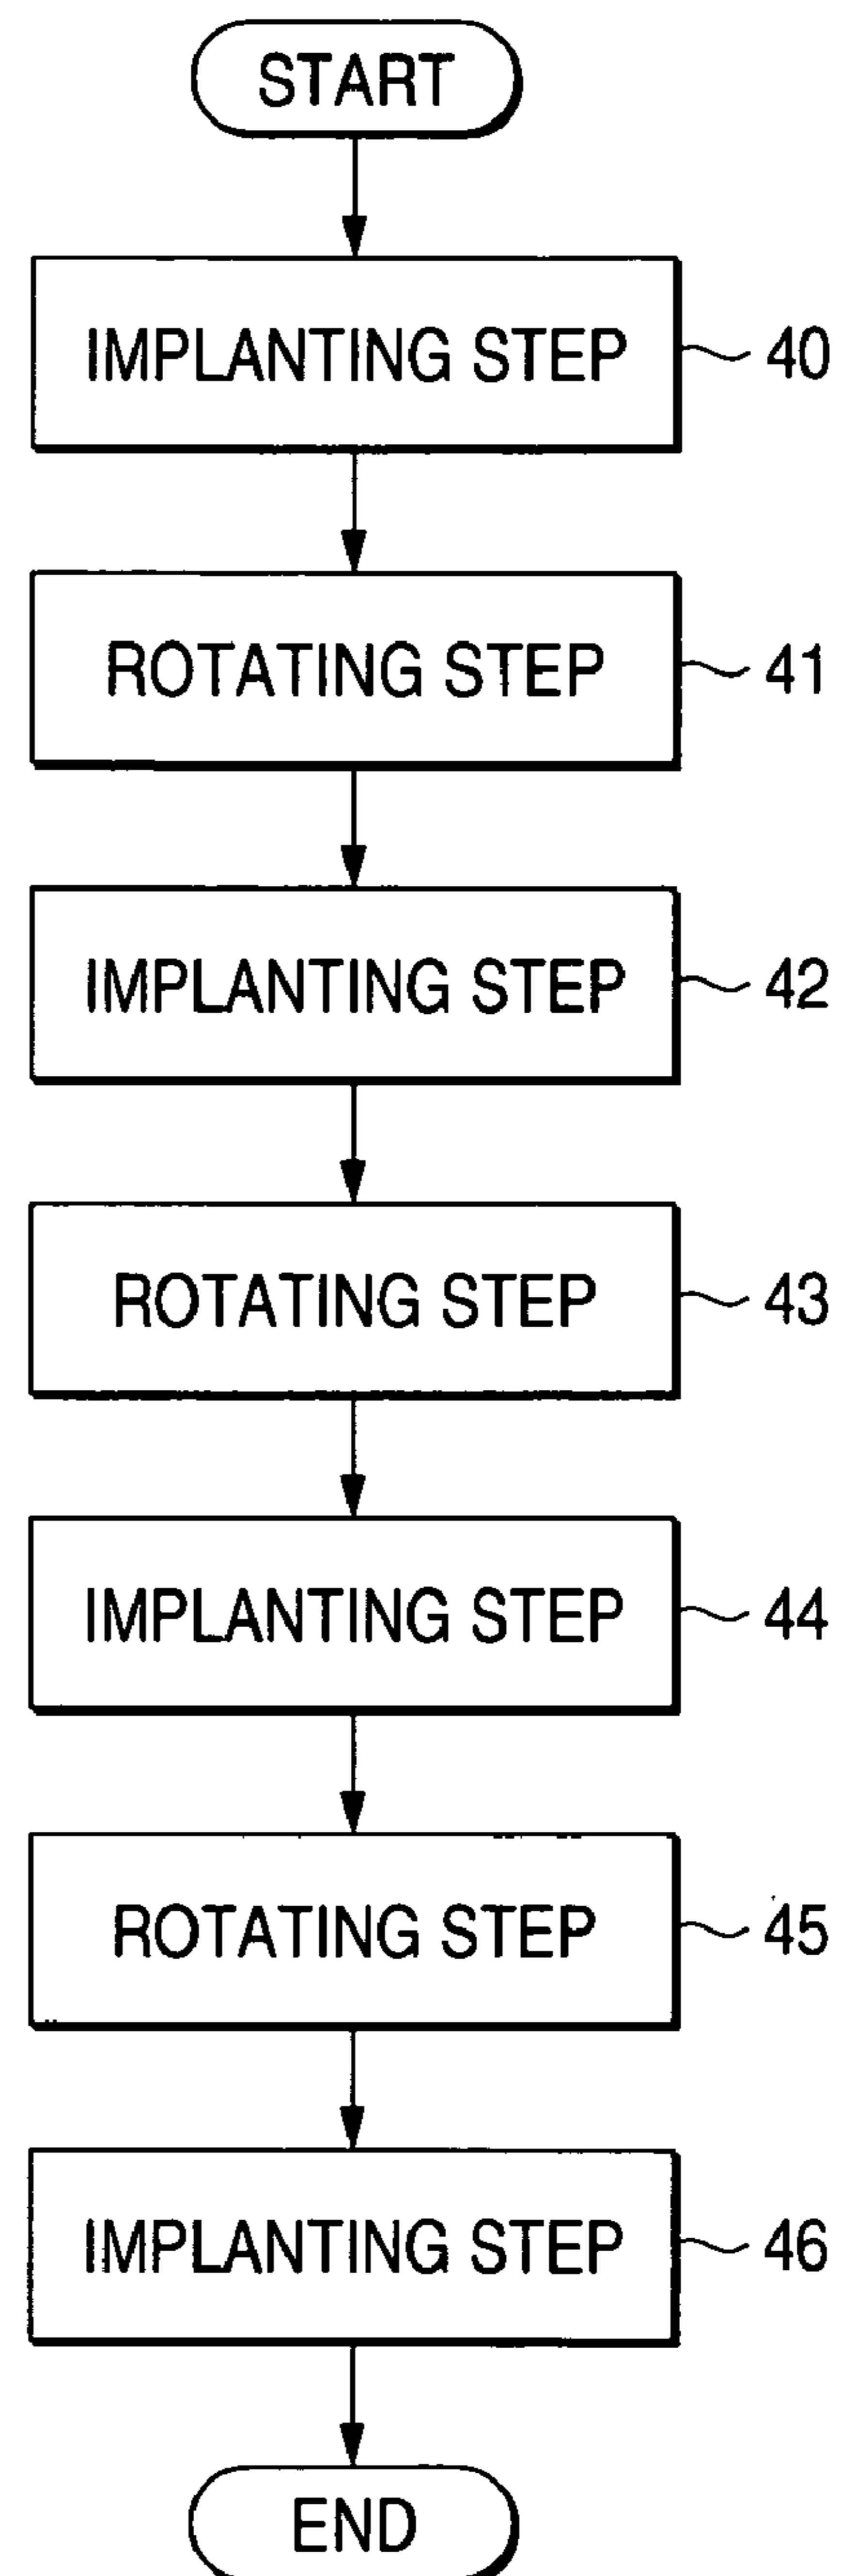 START
IMPLANTING STEP 40
ROTATING STEP 41
IMPLANTING STEP 42
ROTATING STEP 43
IMPLANTING STEP 44
ROTATING STEP 45
IMPLANTING STEP 46
END